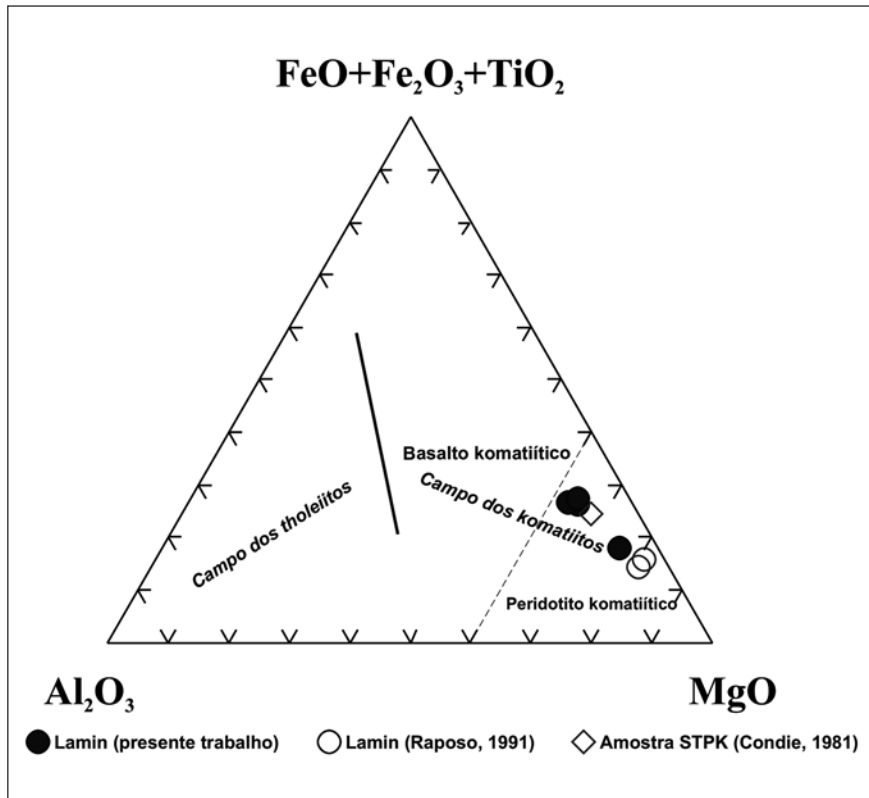 FeO+Fe₂O₃+TiO₂
Basalto komatiítico
Campo dos komatiitos
Campo dos tholeiitos
Peridotito komatiítico
Al₂O₃
MgO
Lamin (presente trabalho)
Lamin (Raposo, 1991)
Amostra STPK (Condie, 1981)